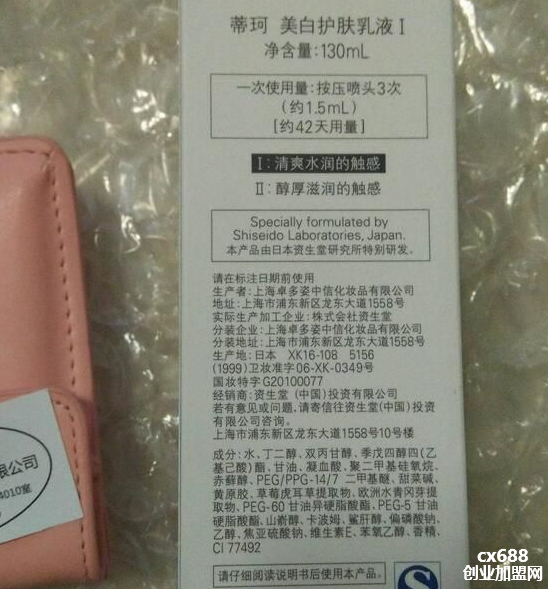 蒂珂 美白护肤乳液 I
净含量:130mL
一次使用量:按压喷头3次
(约1.5mL)
[约42天用量]
I:清爽水润的触感
II:醇厚滋润的触感
Specially formulated by
Shiseido Laboratories, Japan.
本产品由日本资生堂研究所特别研发。
请在标注日期前使用
生产者:上海卓多姿中信化妆品有限公司
地址:上海市浦东新区龙东大道1558号
实际生产加工企业:株式会社资生堂
分装企业:上海卓多姿中信化妆品有限公司
分装地址:上海市浦东新区龙东大道1558号
生产地:日本 XK16-108 5156
(1999)卫妆准字06-XK-0349号
国妆特字G20100077
经销商:资生堂(中国)投资有限公司
若有意见或问题,请寄信往资生堂(中国)投资
有限公司咨询。
上海市浦东新区龙东大道1558号10号楼
成分:水、丁二醇、双丙甘醇、季戊四醇四(乙
基己酸)酯、甘油、凝血酸、聚二甲基硅氧烷、
赤藓醇、PEG/PPG-14/7 二甲基醚、甜菜碱、
黄原胶、草莓虎耳草提取物、欧洲水青冈芽提
取物、PEG-60 甘油异硬脂酸酯、PEG-5 甘油
硬脂酸酯、山嵛醇、卡波姆、鲨肝醇、偏磷酸钠、
乙醇、焦亚硫酸钠、维生素E、苯氧乙醇、香精、
CI 77492
请仔细阅读说明书后使用本产品。
S
限公司
4010室
cx688
创业加盟网